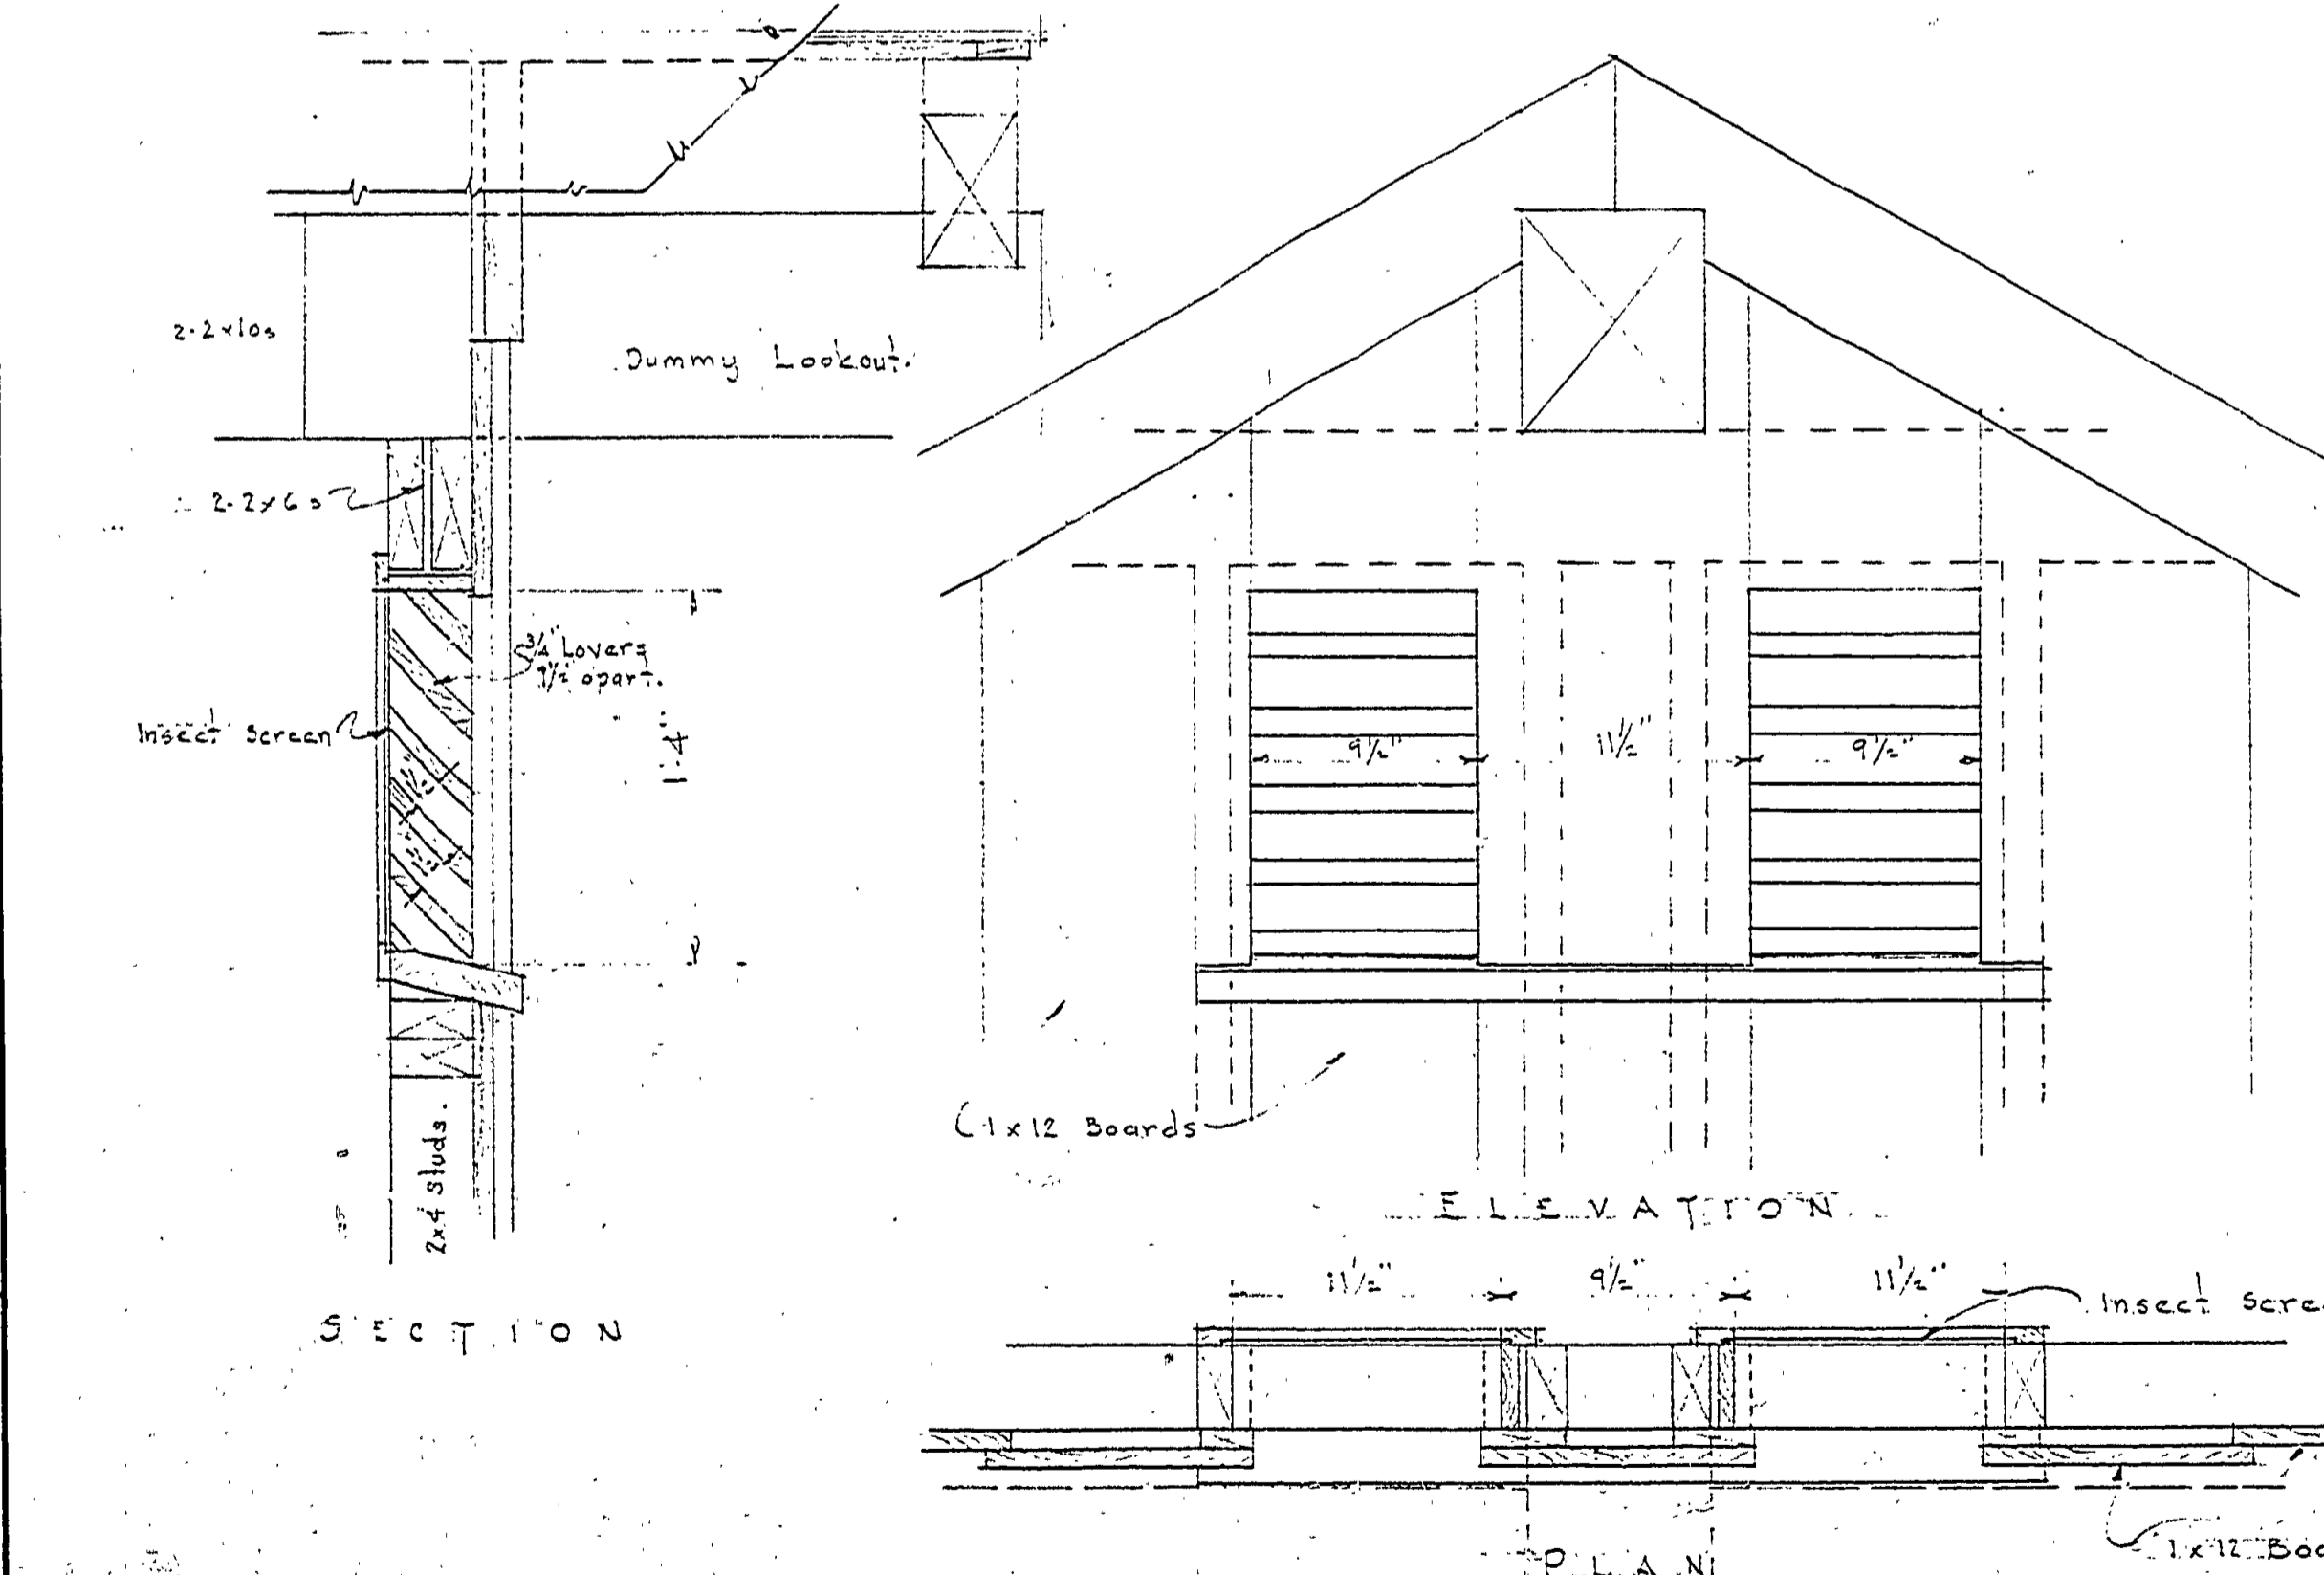 2-2x10s
Dummy Lookout.
2-2x6s
3/4" Lovers
1 1/2" apart.
Insect Screen
1'-4
2x4 studs.
SECTION
9 1/2"
11 1/2"
9 1/2"
1x12 Boards
ELEVATION
11 1/2"
9 1/2"
11 1/2"
Insect Scre
1x12 Boa
PLAN